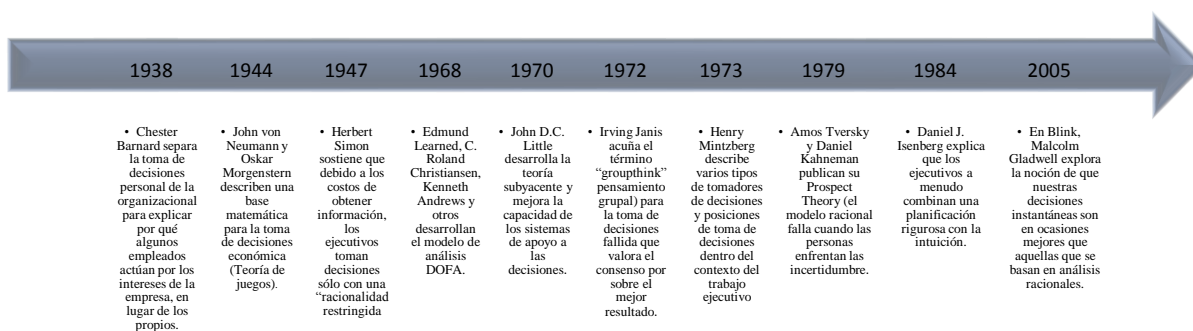 1938 1944 1947 1968 1970 1972 1973 1979 1984 2005
• Chester
Barnard separa la
toma de
decisiones
personal de la
organizacional
para explicar
por qué
algunos
empleados
actúan por los
intereses de la
empresa, en
lugar de los
propios.
• John von
Neumann y
Oskar
Morgenstern
describen una
base
matemática
para la toma
de decisiones
económica
(Teoría de
juegos).
• Herbert
Simon
sostiene que
debido a los
costos de
obtener
información,
los
ejecutivos
toman
decisiones
sólo con una
“racionalidad
restringida
• Edmund
Learned, C.
Roland
Christiansen,
Kenneth
Andrews y
otros
desarrollan
el modelo de
análisis
DOFA.
• John D.C.
Little
desarrolla la
teoría
subyacente y
mejora la
capacidad de
los sistemas
de apoyo a
las
decisiones.
• Irving Janis
acuña el
término
“groupthink”
pensamiento
grupal) para
la toma de
decisiones
fallida que
valora el
consenso por
sobre el
mejor
resultado.
• Henry
Mintzberg
describe
varios tipos
de tomadores
de decisiones
y posiciones
de toma de
decisiones
dentro del
contexto del
trabajo
ejecutivo
• Amos Tversky
y Daniel
Kahneman
publican su
Prospect
Theory (el
modelo racional
falla cuando las
personas
enfrentan las
incertidumbre.
• Daniel J.
Isenberg explica
que los
ejecutivos a
menudo
combinan una
planificación
rigurosa con la
intuición.
• En Blink,
Malcolm
Gladwell explora
la noción de que
nuestras
decisiones
instantáneas son
en ocasiones
mejores que
aquellas que se
basan en análisis
racionales.